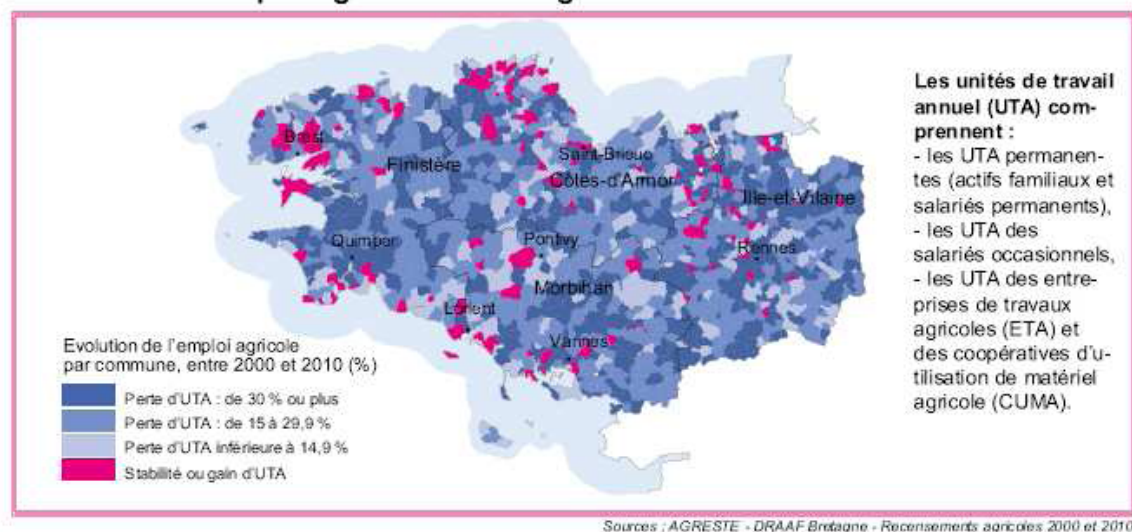 Les unités de travail
annuel (UTA) com-
prennent :
- les UTA permanen-
tes (actifs familiaux et
salariés permanents),
- les UTA des
salariés occasionnels,
- les UTA des entre-
prises de travaux
agricoles (ETA) et
des coopératives d'u-
tilisation de matériel
agricole (CUMA).
Brest
Finistère
Saint-Brieuc
Côtes-d'Armor
Ille-et-Vilaine
Quimper
Pontivy
Rennes
Morbihan
Lorient
Vannes
Evolution de l'emploi agricole
par commune, entre 2000 et 2010 (%)
Perte d'UTA : de 30 % ou plus
Perte d'UTA : de 15 à 29,9 %
Perte d'UTA inférieure à 14,9 %
Stabilité ou gain d'UTA
Sources : AGRESTE - DRAAF Bretagne - Recensements agricoles 2000 et 2010